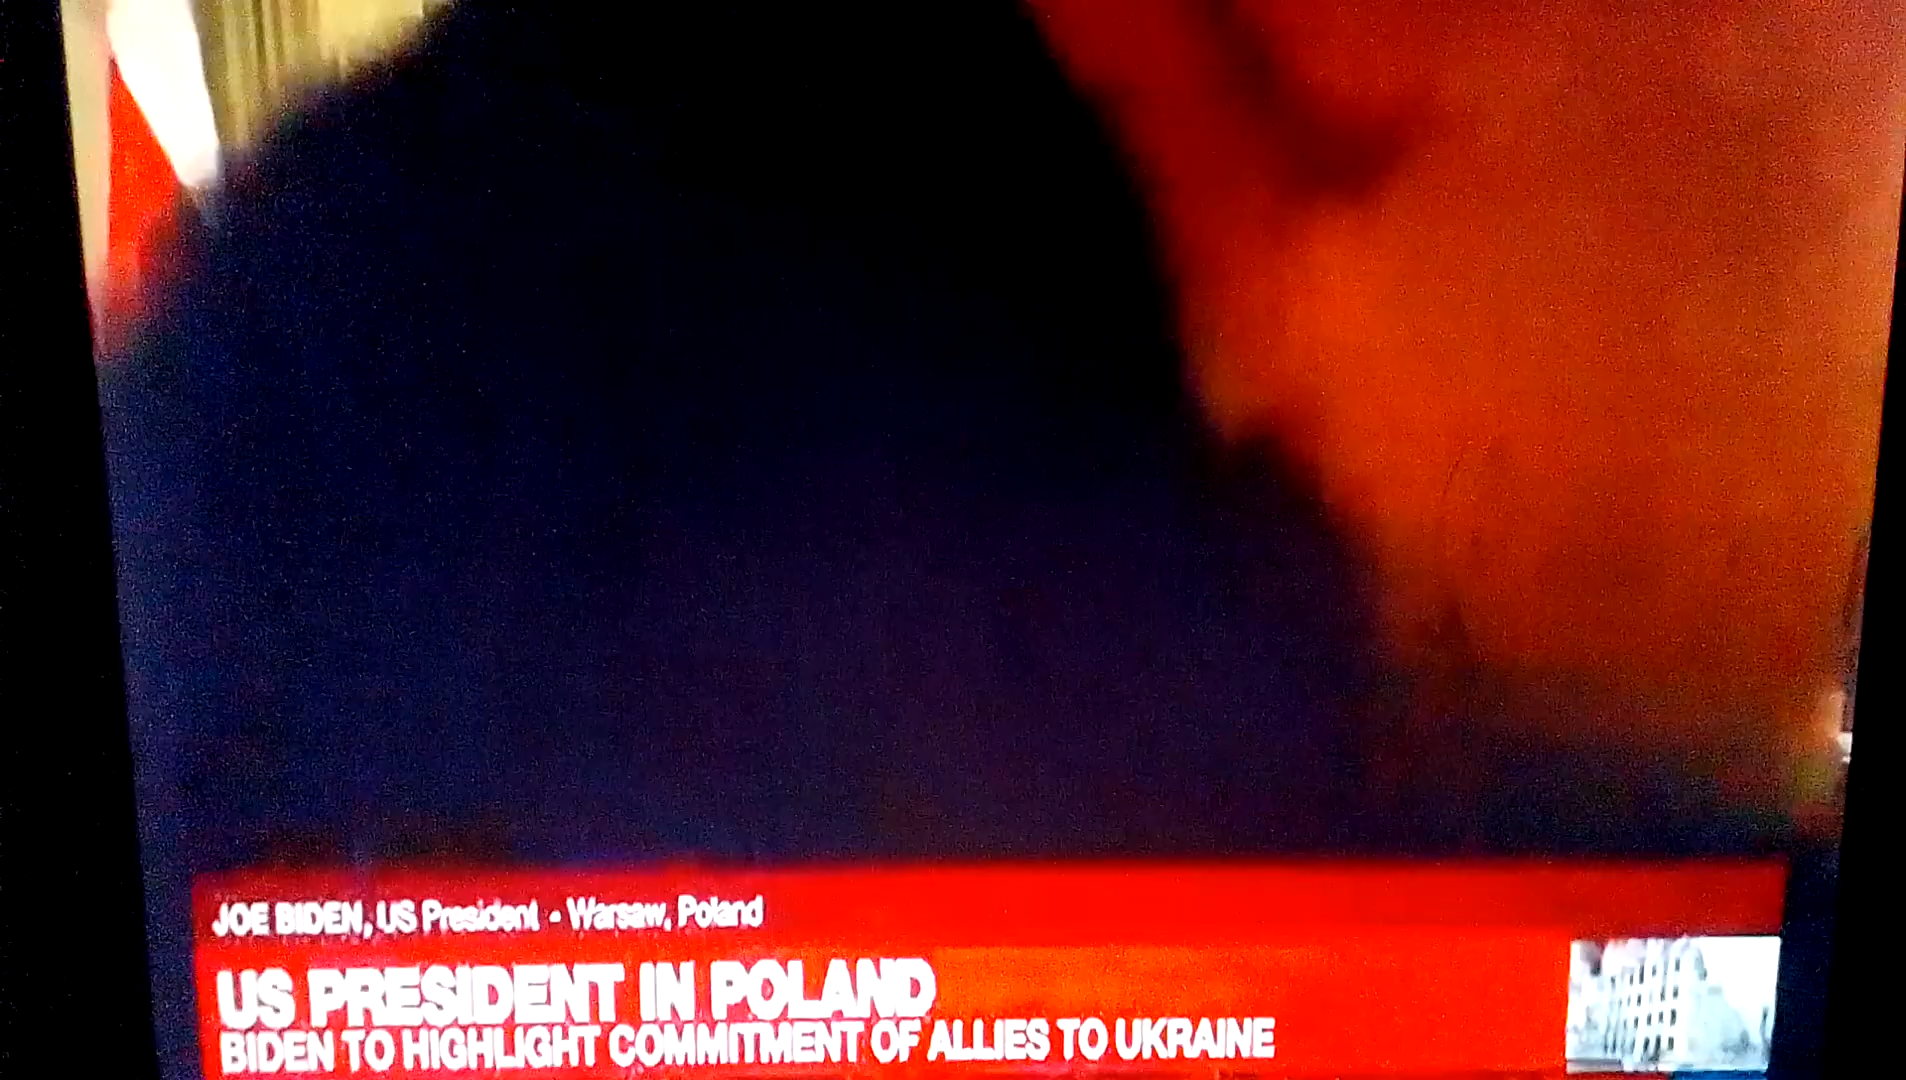 JOE BIDEN, US President • Warsaw, Poland
US PRESIDENT IN POLAND
BIDEN TO HIGHLIGHT COMMITMENT OF ALLIES TO UKRAINE